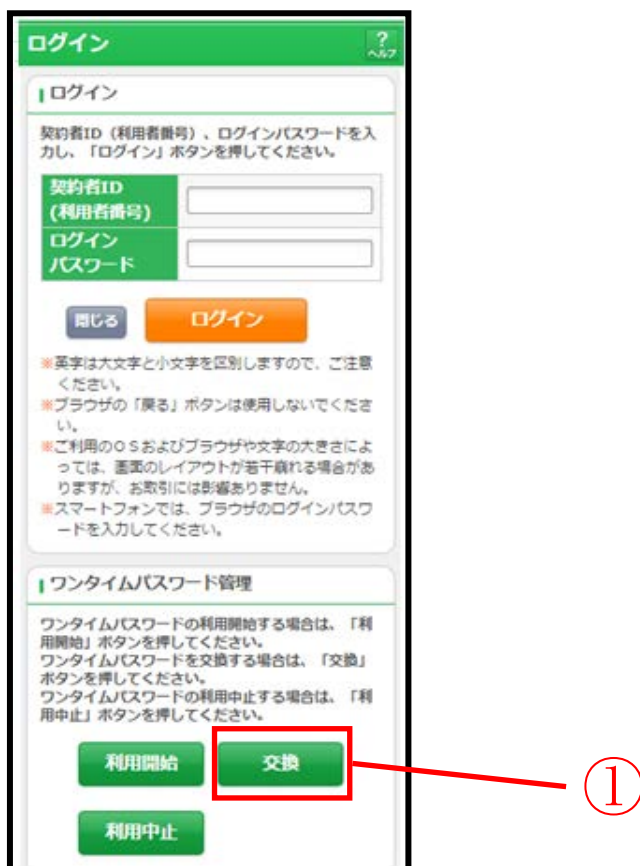 ログイン
?
ヘルプ
ログイン
契約者ID（利用者番号）、ログインパスワードを入
力し、「ログイン」ボタンを押してください。
契約者ID
(利用者番号)
ログイン
パスワード
閉じる
ログイン
※英字は大文字と小文字を区別しますので、ご注意
ください。
※ブラウザの「戻る」ボタンは使用しないでくださ
い。
※ご利用のＯＳおよびブラウザや文字の大きさによ
っては、画面のレイアウトが若干崩れる場合があ
りますが、お取引には影響ありません。
※スマートフォンでは、ブラウザのログインパスワ
ードを入力してください。
ワンタイムパスワード管理
ワンタイムパスワードの利用開始する場合は、「利
用開始」ボタンを押してください。
ワンタイムパスワードを交換する場合は、「交換」
ボタンを押してください。
ワンタイムパスワードの利用中止する場合は、「利
用中止」ボタンを押してください。
利用開始
交換
①
利用中止